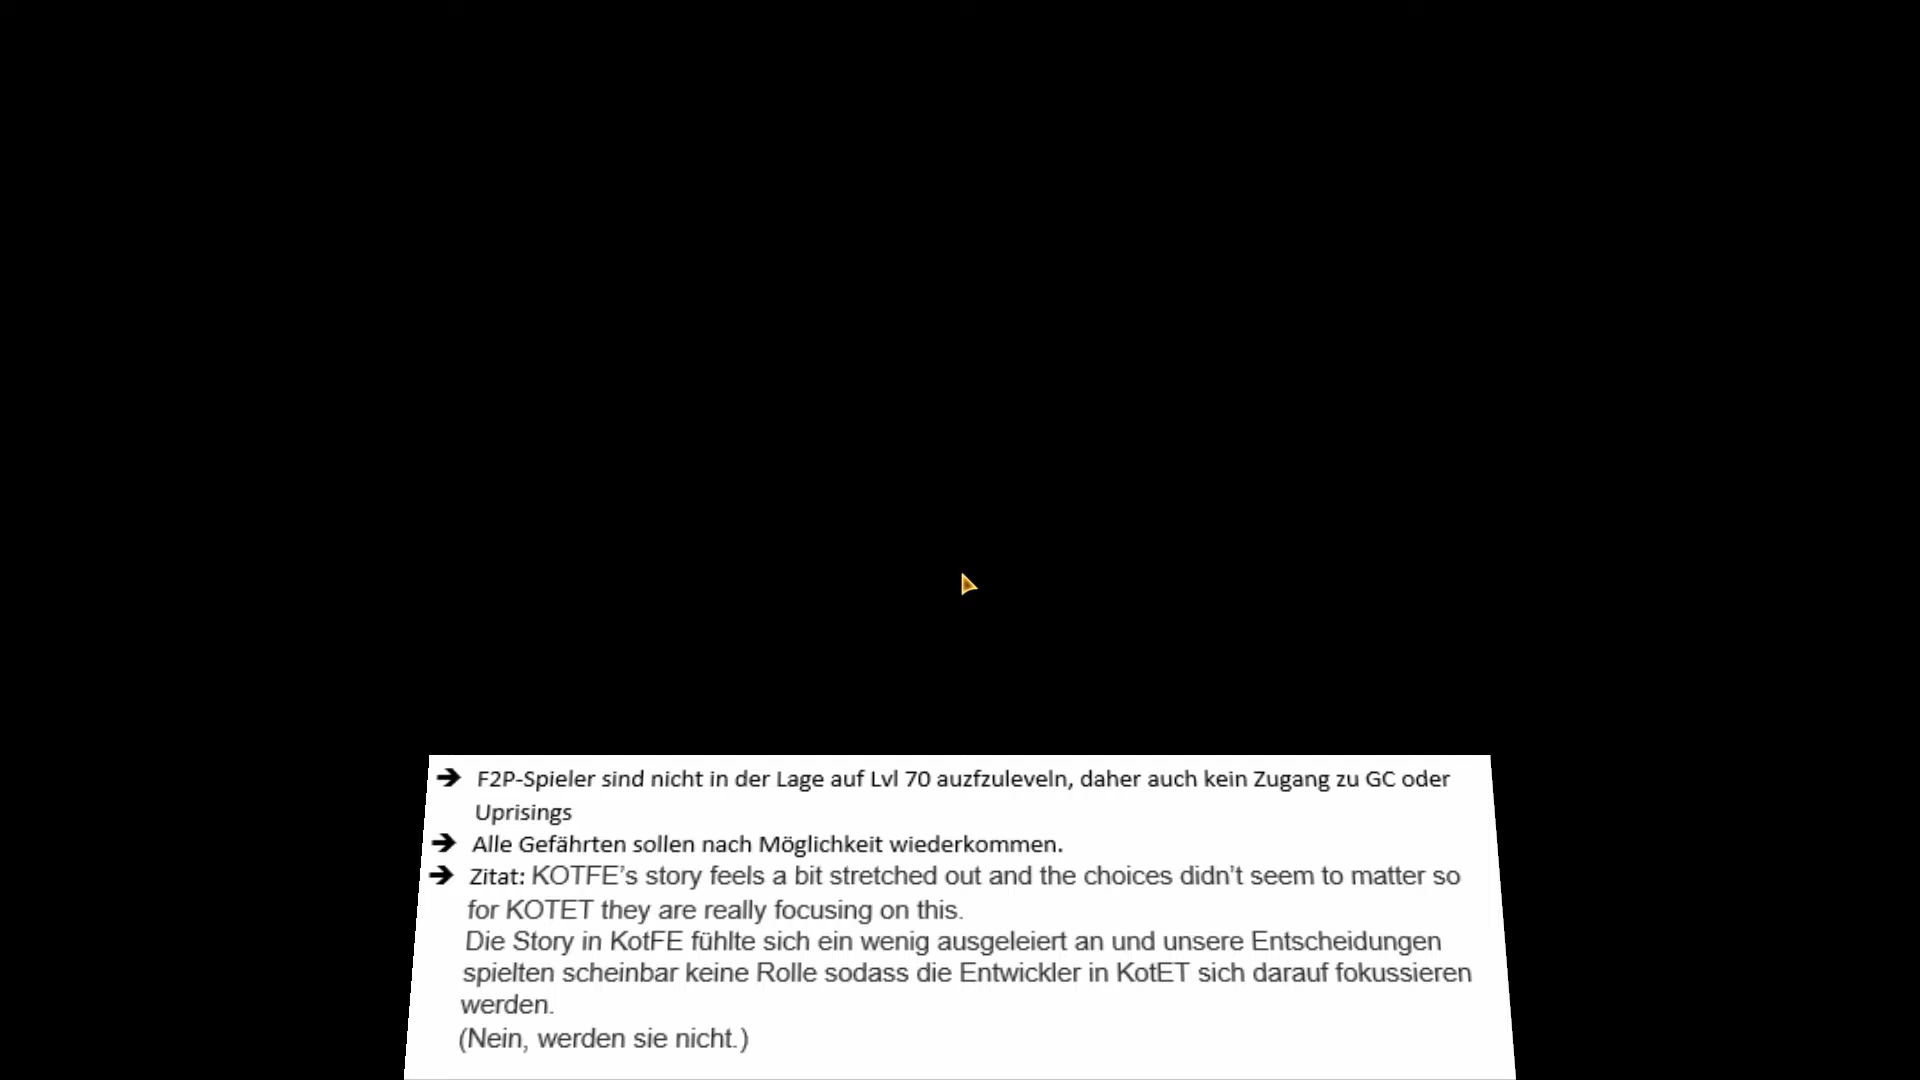 ➔ F2P-Spieler sind nicht in der Lage auf Lvl 70 auzfzuleveln, daher auch kein Zugang zu GC oder
Uprisings
➔ Alle Gefährten sollen nach Möglichkeit wiederkommen.
➔ Zitat: KOTFE’s story feels a bit stretched out and the choices didn’t seem to matter so
for KOTET they are really focusing on this.
Die Story in KotFE fühlte sich ein wenig ausgeleiert an und unsere Entscheidungen
spielten scheinbar keine Rolle sodass die Entwickler in KotET sich darauf fokussieren
werden.
(Nein, werden sie nicht.)